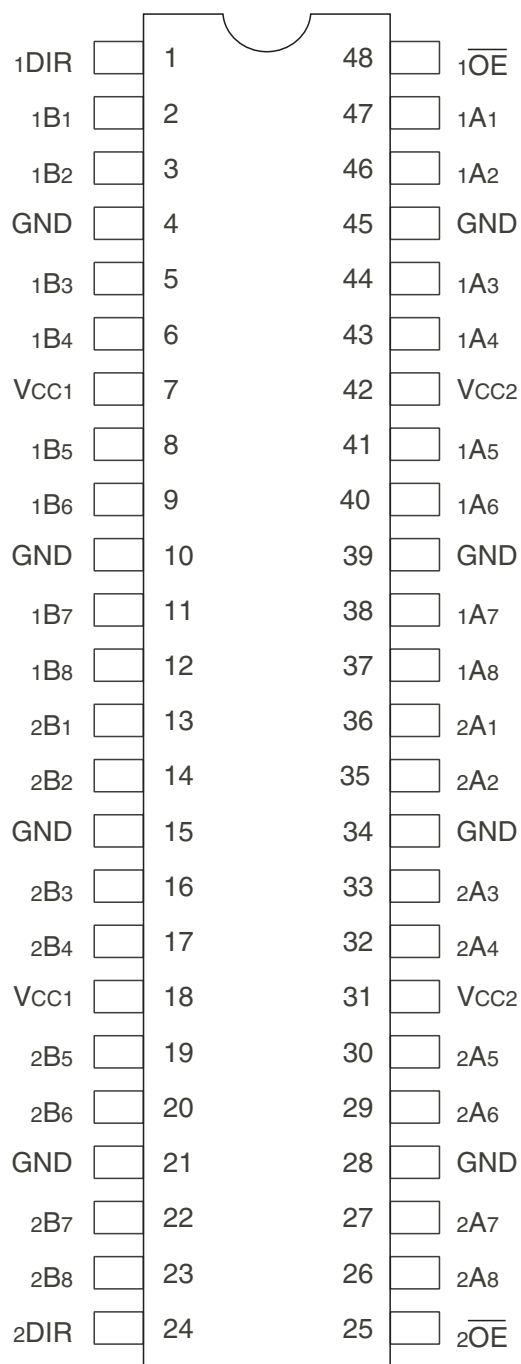 1DIR 1 48 1O̅E̅
1B1 2 47 1A1
1B2 3 46 1A2
GND 4 45 GND
1B3 5 44 1A3
1B4 6 43 1A4
VCC1 7 42 VCC2
1B5 8 41 1A5
1B6 9 40 1A6
GND 10 39 GND
1B7 11 38 1A7
1B8 12 37 1A8
2B1 13 36 2A1
2B2 14 35 2A2
GND 15 34 GND
2B3 16 33 2A3
2B4 17 32 2A4
VCC1 18 31 VCC2
2B5 19 30 2A5
2B6 20 29 2A6
GND 21 28 GND
2B7 22 27 2A7
2B8 23 26 2A8
2DIR 24 25 2O̅E̅